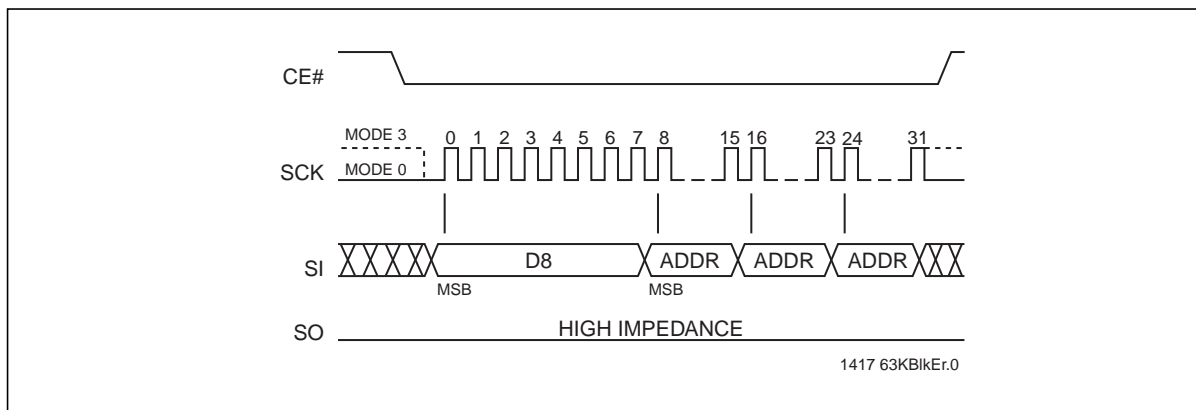 CE#
MODE 3
0 1 2 3 4 5 6 7 8 15 16 23 24 31
SCK MODE 0
SI D8 ADDR ADDR ADDR
MSB MSB
SO HIGH IMPEDANCE
1417 63KBlkEr.0